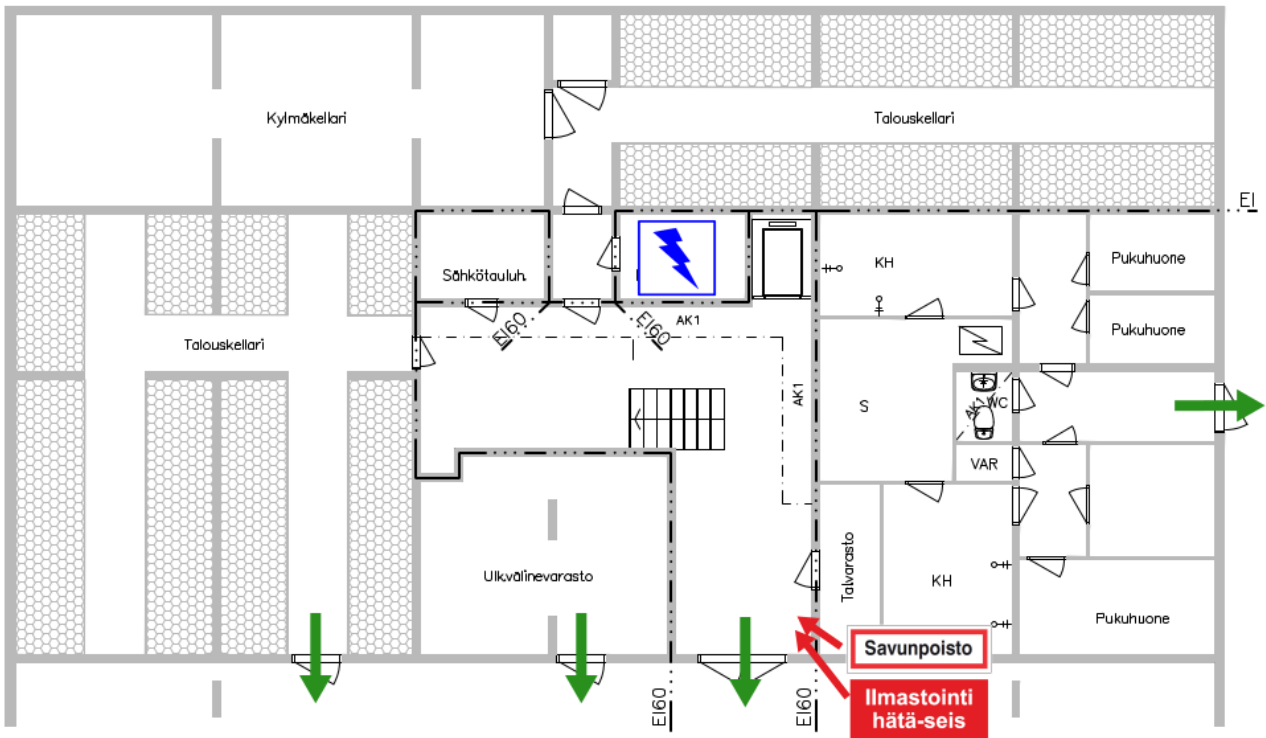 Kylmäkellari
Talouskellari
EI
Sähkötauluh.
KH
Pukuhuone
EI60
EI60
AK1
Pukuhuone
Talouskellari
AK1
S
AK1
WC
VAR
Ulkvälinevarasto
Talvarasto
KH
Pukuhuone
Savunpoisto
EI60
EI60
Ilmastointi
hätä-seis